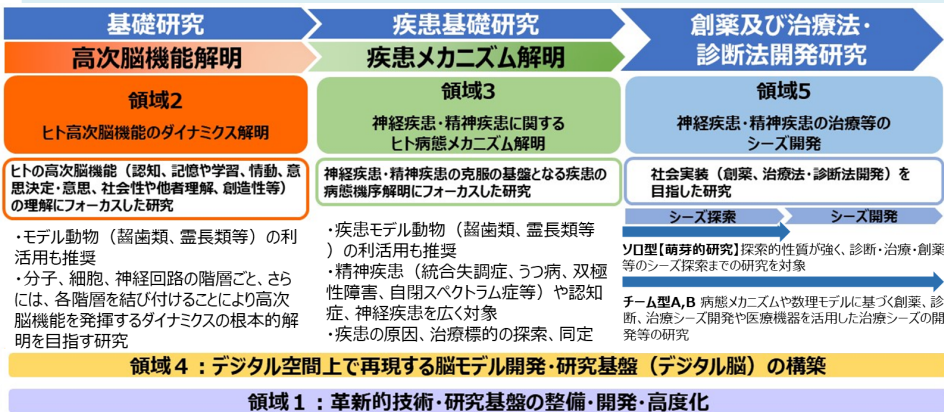 基礎研究
高次脳機能解明
領域2
ヒト高次脳機能のダイナミクス解明
ヒトの高次脳機能（認知、記憶や学習、情動、意
思決定・意思、社会性や他者理解、創造性等）
の理解にフォーカスした研究
・モデル動物（齧歯類、霊長類等）の利
活用も推奨
・分子、細胞、神経回路の階層ごと、さら
には、各階層を結び付けることにより高次
脳機能を発揮するダイナミクスの根本的解
明を目指す研究
疾患基礎研究
疾患メカニズム解明
領域3
神経疾患・精神疾患に関する
ヒト病態メカニズム解明
神経疾患・精神疾患の克服の基盤となる疾患の
病態機序解明にフォーカスした研究
・疾患モデル動物（齧歯類、霊長類等
）の利活用も推奨
・精神疾患（統合失調症、うつ病、双極
性障害、自閉スペクトラム症等）や認知
症、神経疾患を広く対象
・疾患の原因、治療標的の探索、同定
創薬及び治療法・
診断法開発研究
領域5
神経疾患・精神疾患の治療等の
シーズ開発
社会実装（創薬、治療法・診断法開発）を
目指した研究
シーズ探索
シーズ開発
ソロ型【萌芽的研究】探索的性質が強く、診断・治療・創薬
等のシーズ探索までの研究を対象
チーム型A,B 病態メカニズムや数理モデルに基づく創薬、診
断、治療シーズ開発や医療機器を活用した治療シーズの開
発等の研究
領域４：デジタル空間上で再現する脳モデル開発・研究基盤（デジタル脳）の構築
領域１：革新的技術・研究基盤の整備・開発・高度化